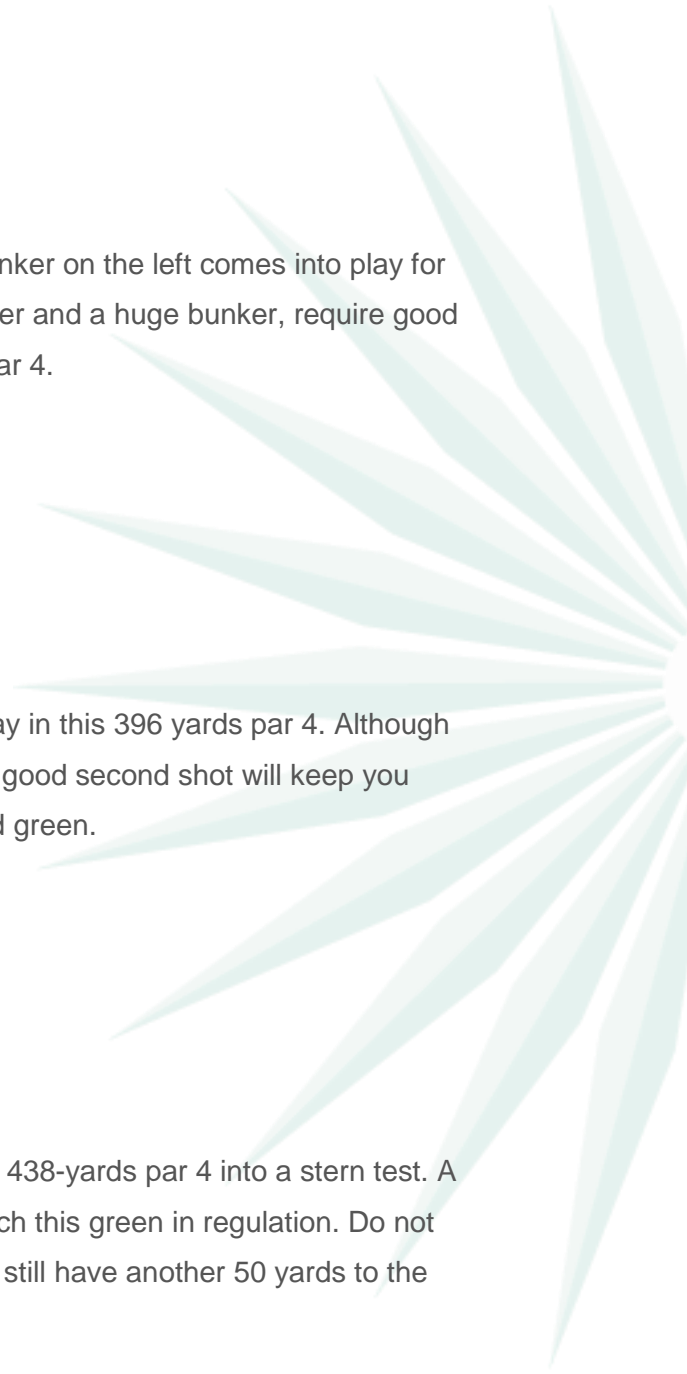 nker on the left comes into play for
er and a huge bunker, require good
ar 4.
ay in this 396 yards par 4. Although
good second shot will keep you
d green.
438-yards par 4 into a stern test. A
ch this green in regulation. Do not
still have another 50 yards to the